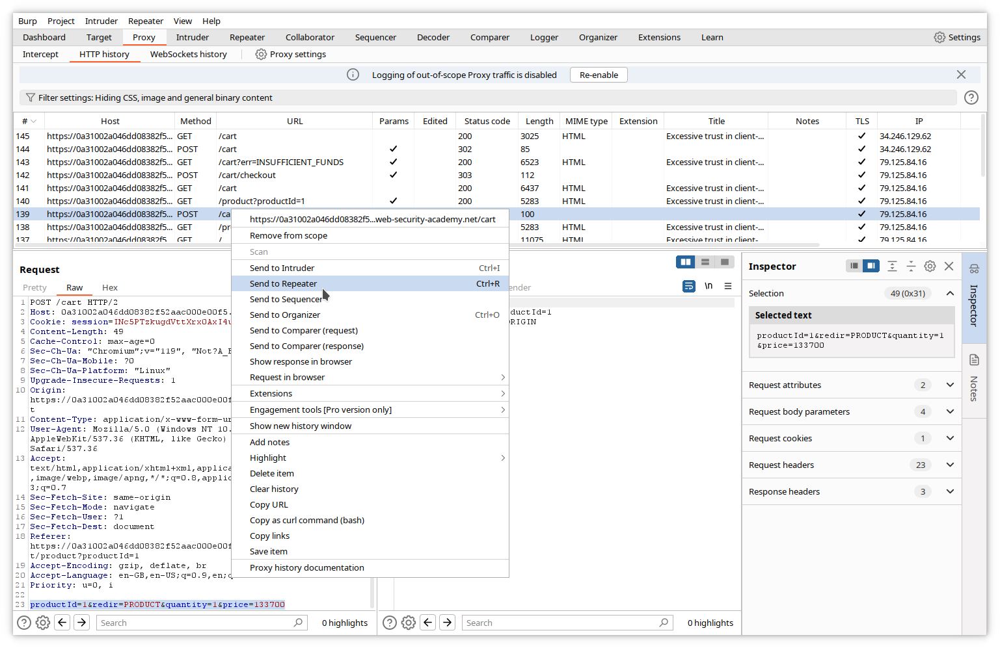 Burp Project Intruder Repeater View Help
Dashboard Target Proxy Intruder Repeater Collaborator Sequencer Decoder Comparer Logger Organizer Extensions Learn Settings
Intercept HTTP history WebSockets history Proxy settings
Logging of out-of-scope Proxy traffic is disabled Re-enable
Filter settings: Hiding CSS, image and general binary content
# Host Method URL Params Edited Status code Length MIME type Extension Title Notes TLS IP
145 https://0a31002a046dd08382f5... GET /cart 200 3025 HTML Excessive trust in client-... ✓ 34.246.129.62
144 https://0a31002a046dd08382f5... POST /cart ✓ 302 85 ✓ 34.246.129.62
143 https://0a31002a046dd08382f5... GET /cart?err=INSUFFICIENT_FUNDS ✓ 200 6523 HTML Excessive trust in client-... ✓ 79.125.84.16
142 https://0a31002a046dd08382f5... POST /cart/checkout ✓ 303 112 ✓ 79.125.84.16
141 https://0a31002a046dd08382f5... GET /cart 200 6437 HTML Excessive trust in client-... ✓ 79.125.84.16
140 https://0a31002a046dd08382f5... GET /product?productId=1 ✓ 200 5283 HTML Excessive trust in client-... ✓ 79.125.84.16
139 https://0a31002a046dd08382f5... POST /ca 100 ✓ 79.125.84.16
138 https://0a31002a046dd08382f5... GET /pr 5283 HTML Excessive trust in client-... ✓ 79.125.84.16
137 https://0a31002a046dd08382f5... GET / 11075 HTML Excessive trust in client-... ✓ 79.125.84.16
https://0a31002a046dd08382f5...web-security-academy.net/cart
Remove from scope
Scan
Send to Intruder Ctrl+I
Send to Repeater Ctrl+R
Send to Sequencer
Send to Organizer Ctrl+O
Send to Comparer (request)
Send to Comparer (response)
Show response in browser
Request in browser
Extensions
Engagement tools [Pro version only]
Show new history window
Add notes
Highlight
Delete item
Clear history
Copy URL
Copy as curl command (bash)
Copy links
Save item
Proxy history documentation
Request
Pretty Raw Hex
1 POST /cart HTTP/2
2 Host: 0a31002a046dd08382f52aac000e00f5.
3 Cookie: session=INc5PTzkugdVttXrxOAxI4u
4 Content-Length: 49
5 Cache-Control: max-age=0
6 Sec-Ch-Ua: "Chromium";v="119", "Not?A_
7 Sec-Ch-Ua-Mobile: ?0
8 Sec-Ch-Ua-Platform: "Linux"
9 Upgrade-Insecure-Requests: 1
10 Origin:
https://0a31002a046dd08382f52aac000e00f
t
11 Content-Type: application/x-www-form-ur
12 User-Agent: Mozilla/5.0 (Windows NT 10.
AppleWebKit/537.36 (KHTML, like Gecko)
Safari/537.36
13 Accept:
text/html,application/xhtml+xml,applica
,image/webp,image/apng,*/*;q=0.8,applic
3;q=0.7
14 Sec-Fetch-Site: same-origin
15 Sec-Fetch-Mode: navigate
16 Sec-Fetch-User: ?1
17 Sec-Fetch-Dest: document
18 Referer:
https://0a31002a046dd08382f52aac000e00f
t/product?productId=1
19 Accept-Encoding: gzip, deflate, br
20 Accept-Language: en-GB,en-US;q=0.9,en;q
21 Priority: u=0, i
22
23 productId=1&redir=PRODUCT&quantity=1&price=133700
Search 0 highlights
ender
\n
ductId=1
RIGIN
Search 0 highlights
Inspector
Selection 49 (0x31)
Selected text
productId=1&redir=PRODUCT&quantity=1
&price=133700
Request attributes 2
Request body parameters 4
Request cookies 1
Request headers 23
Response headers 3
Inspector
Notes